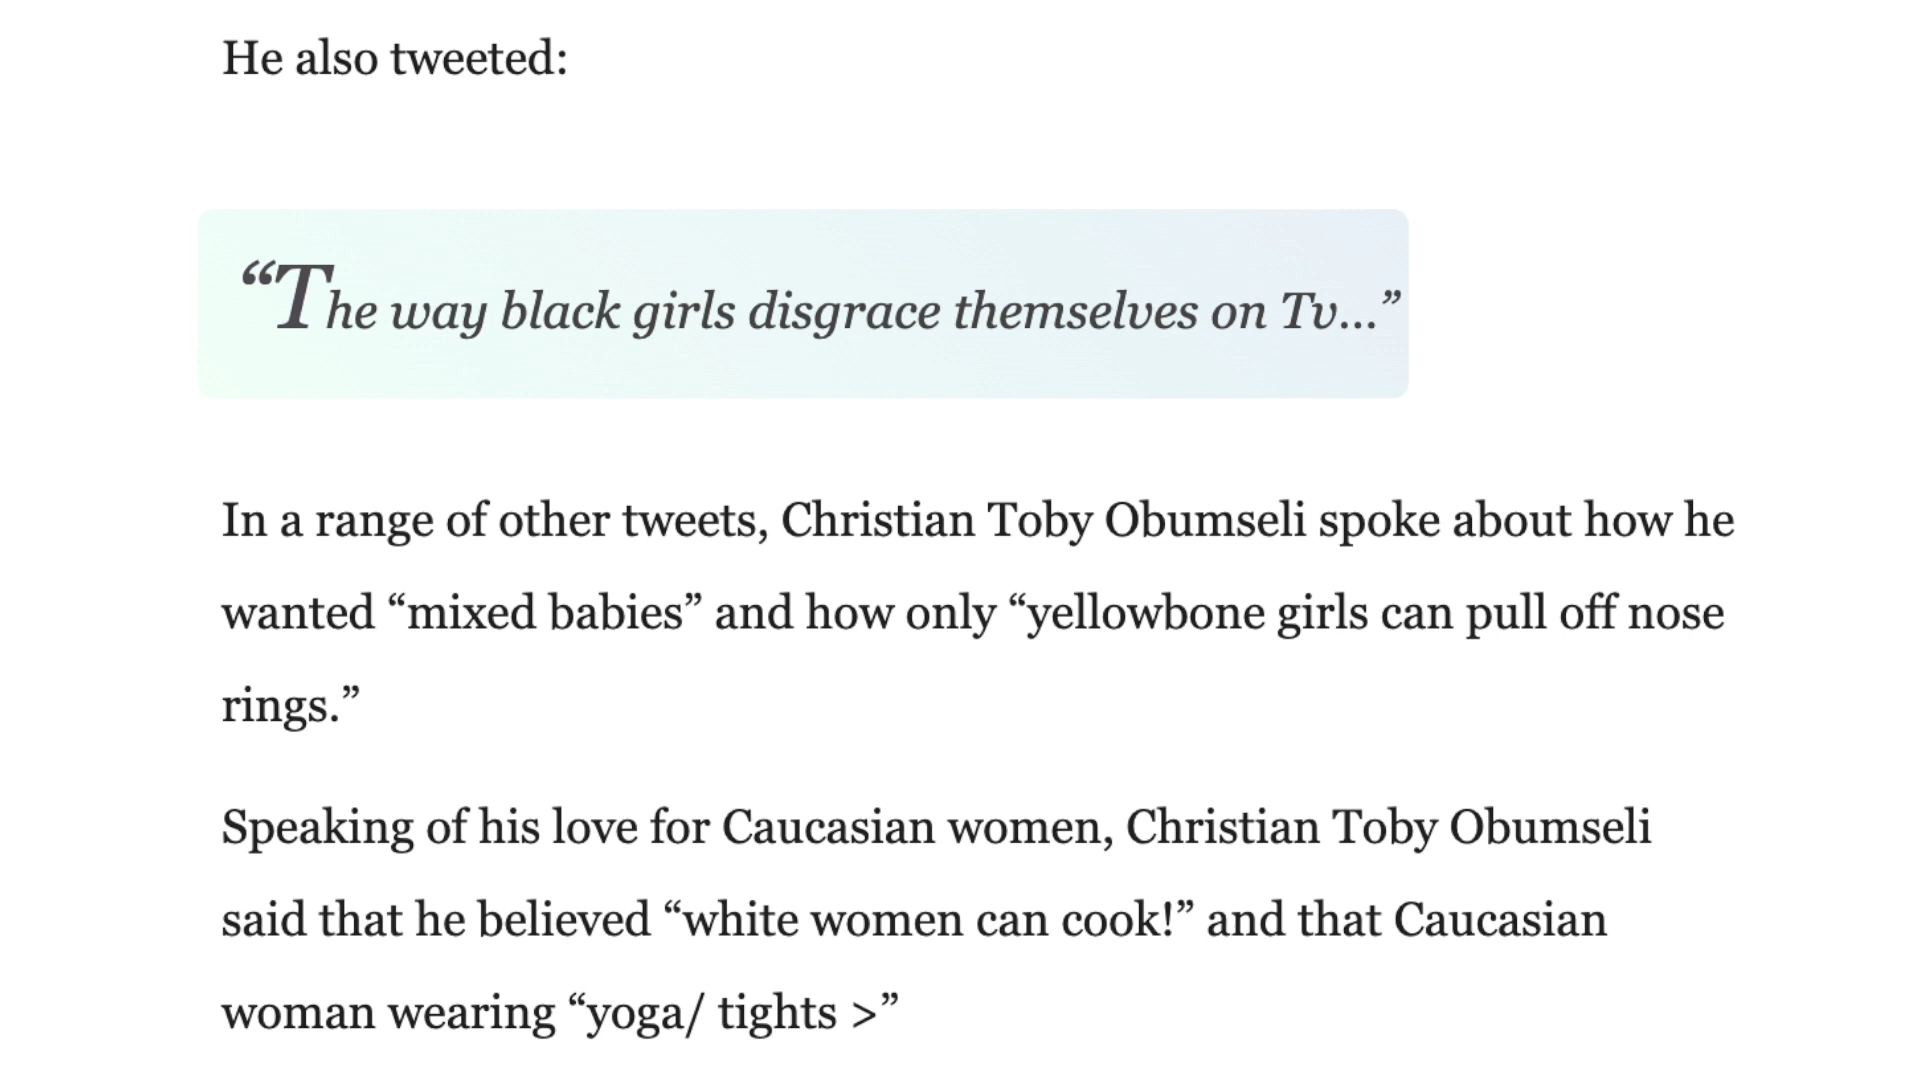 He also tweeted:
“The way black girls disgrace themselves on Tv...”
In a range of other tweets, Christian Toby Obumseli spoke about how he
wanted “mixed babies” and how only “yellowbone girls can pull off nose
rings.”
Speaking of his love for Caucasian women, Christian Toby Obumseli
said that he believed “white women can cook!” and that Caucasian
woman wearing “yoga/ tights >”